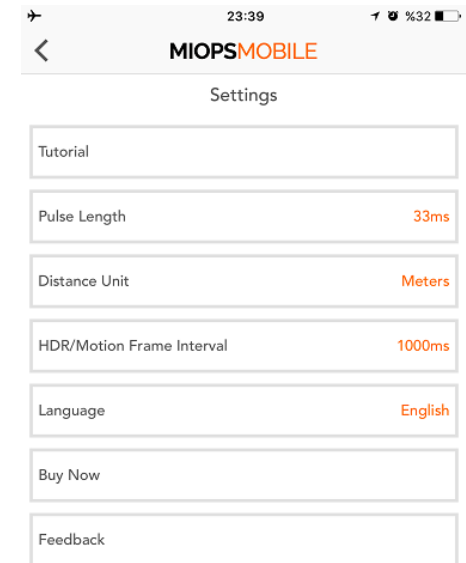 23:39 %32
MIOPSMOBILE
Settings
Tutorial
Pulse Length 33ms
Distance Unit Meters
HDR/Motion Frame Interval 1000ms
Language English
Buy Now
Feedback